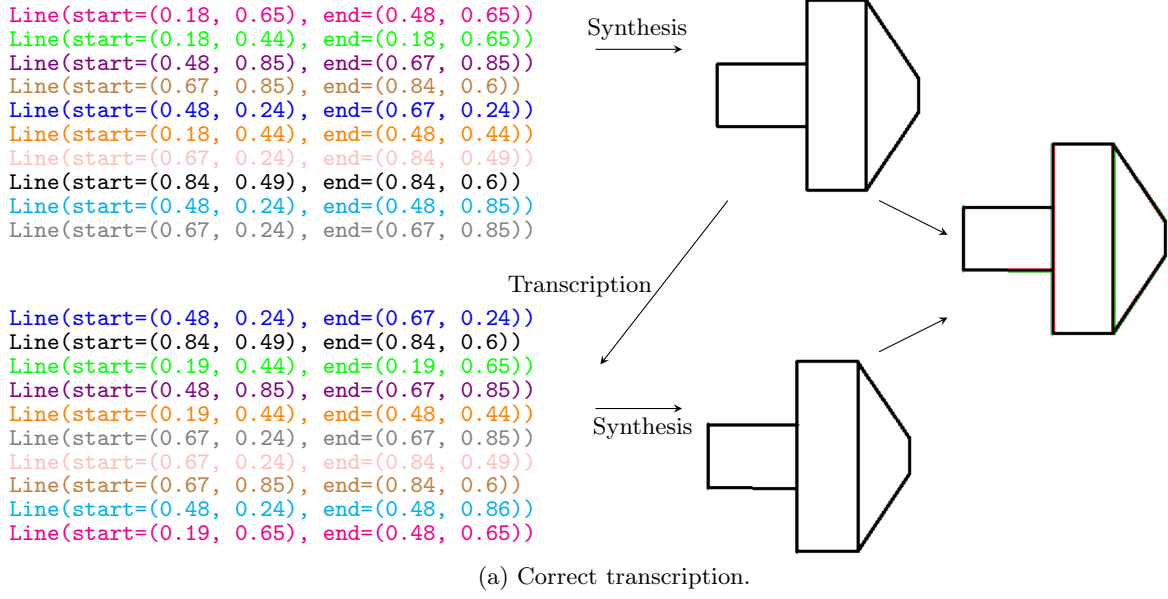 Line(start=(0.18, 0.65), end=(0.48, 0.65))
Line(start=(0.18, 0.44), end=(0.18, 0.65))
Line(start=(0.48, 0.85), end=(0.67, 0.85))
Line(start=(0.67, 0.85), end=(0.84, 0.6))
Line(start=(0.48, 0.24), end=(0.67, 0.24))
Line(start=(0.18, 0.44), end=(0.48, 0.44))
Line(start=(0.67, 0.24), end=(0.84, 0.49))
Line(start=(0.84, 0.49), end=(0.84, 0.6))
Line(start=(0.48, 0.24), end=(0.48, 0.85))
Line(start=(0.67, 0.24), end=(0.67, 0.85))
Synthesis
Transcription
Line(start=(0.48, 0.24), end=(0.67, 0.24))
Line(start=(0.84, 0.49), end=(0.84, 0.6))
Line(start=(0.19, 0.44), end=(0.19, 0.65))
Line(start=(0.48, 0.85), end=(0.67, 0.85))
Line(start=(0.19, 0.44), end=(0.48, 0.44))
Line(start=(0.67, 0.24), end=(0.67, 0.85))
Line(start=(0.67, 0.24), end=(0.84, 0.49))
Line(start=(0.67, 0.85), end=(0.84, 0.6))
Line(start=(0.48, 0.24), end=(0.48, 0.86))
Line(start=(0.19, 0.65), end=(0.48, 0.65))
Synthesis
(a) Correct transcription.